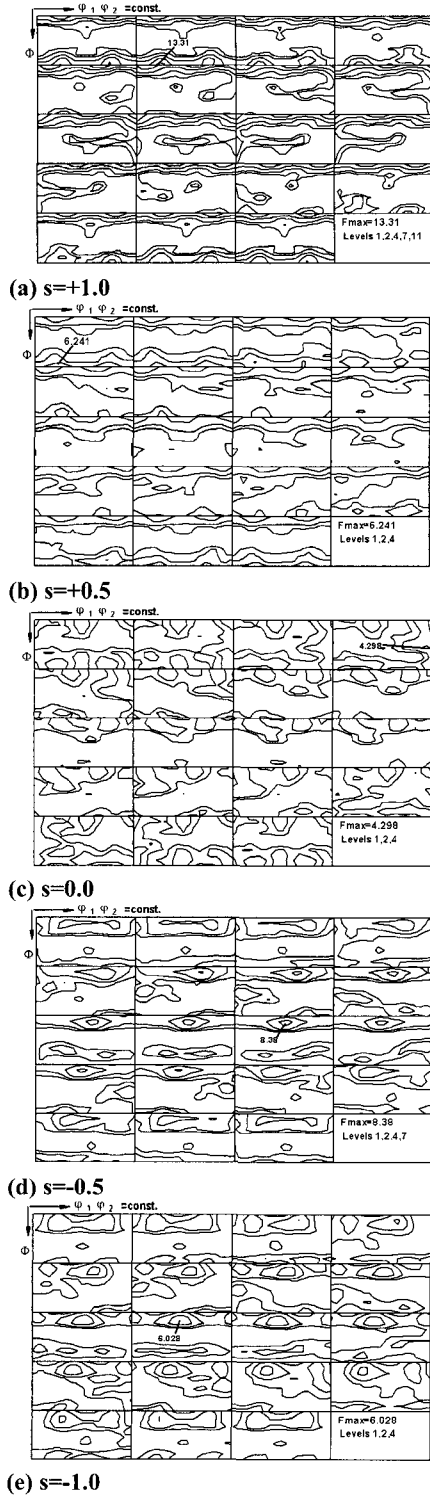 φ1 φ2 =const.
Φ
13.31
Fmax=13.31
Levels 1,2,4,7,11
(a) s=+1.0
φ1 φ2 =const.
Φ
6.241
Fmax=6.241
Levels 1,2,4
(b) s=+0.5
φ1 φ2 =const.
Φ
4.298
Fmax=4.298
Levels 1,2,4
(c) s=0.0
φ1 φ2 =const.
Φ
8.38
Fmax=8.38
Levels 1,2,4,7
(d) s=-0.5
φ1 φ2 =const.
Φ
6.028
Fmax=6.028
Levels 1,2,4
(e) s=-1.0